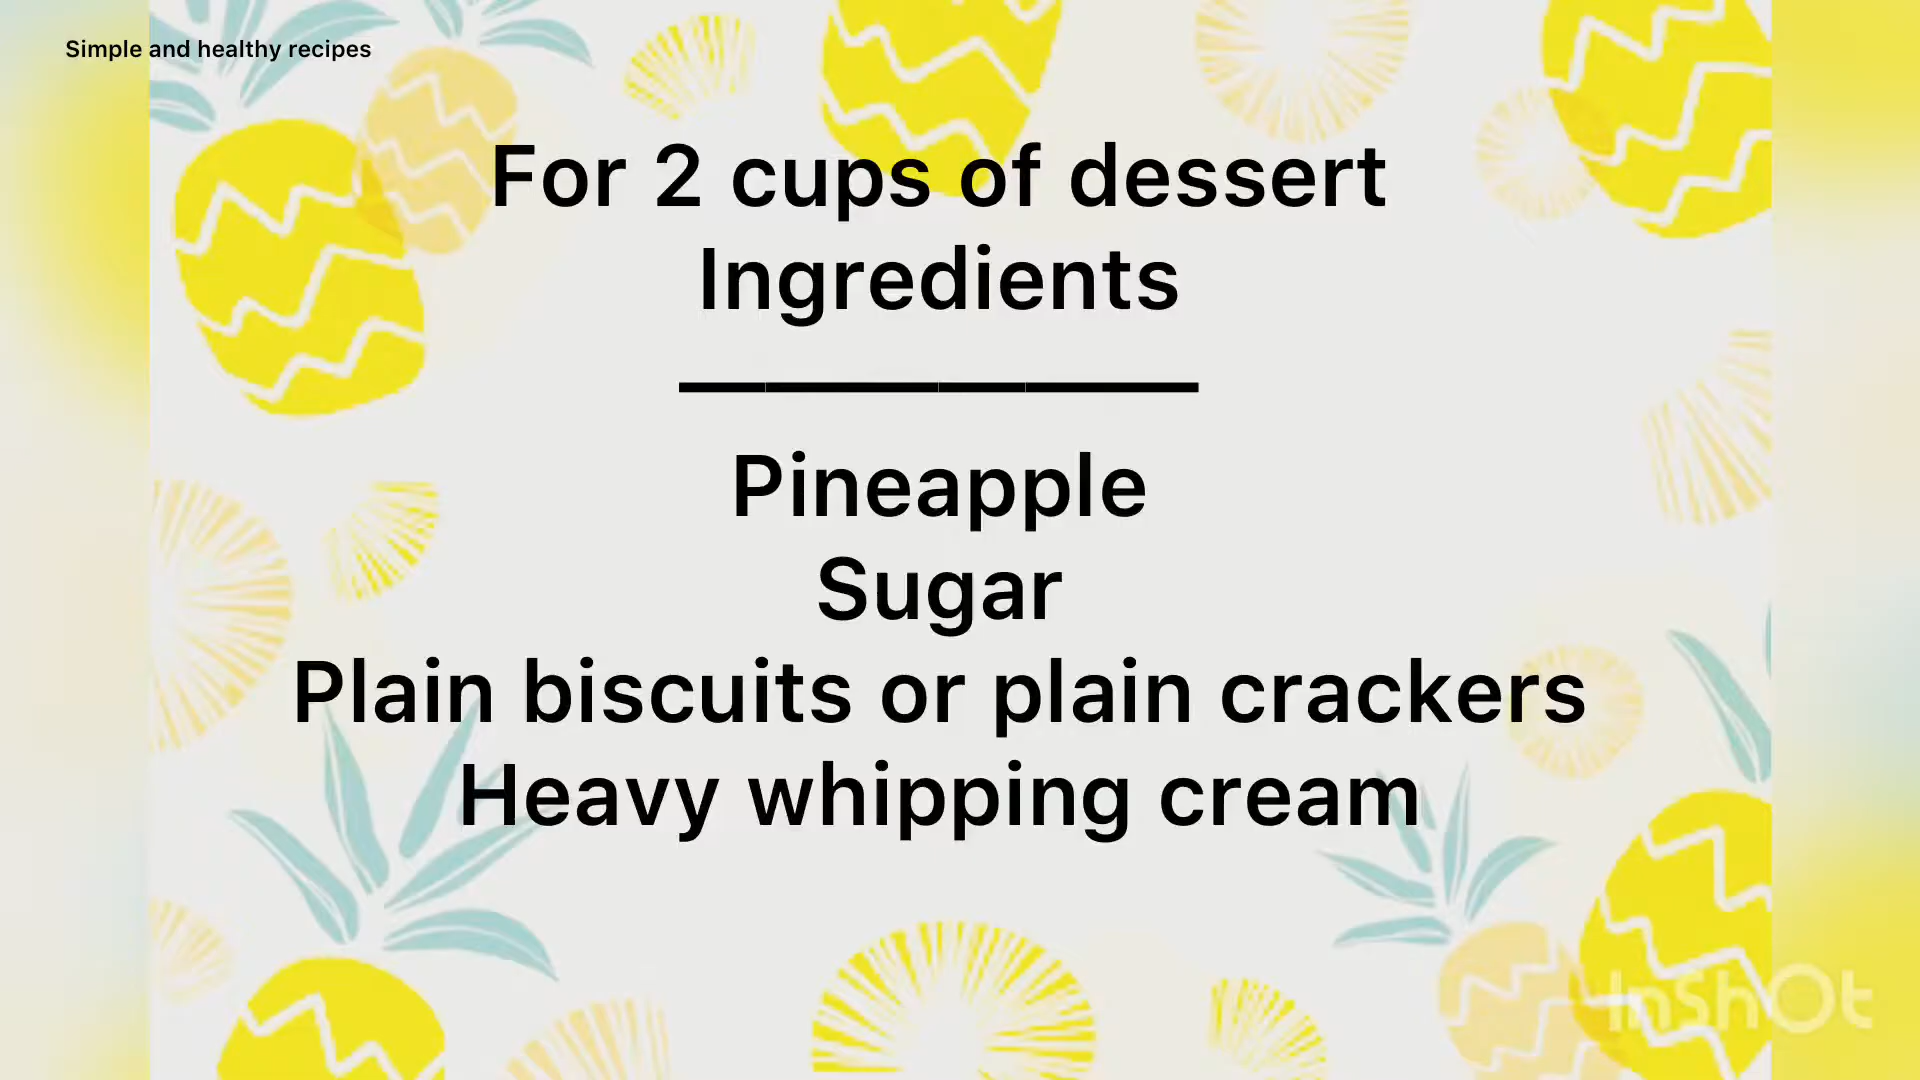 Simple and healthy recipes
For 2 cups of dessert
Ingredients
Pineapple
Sugar
Plain biscuits or plain crackers
Heavy whipping cream
InShOt